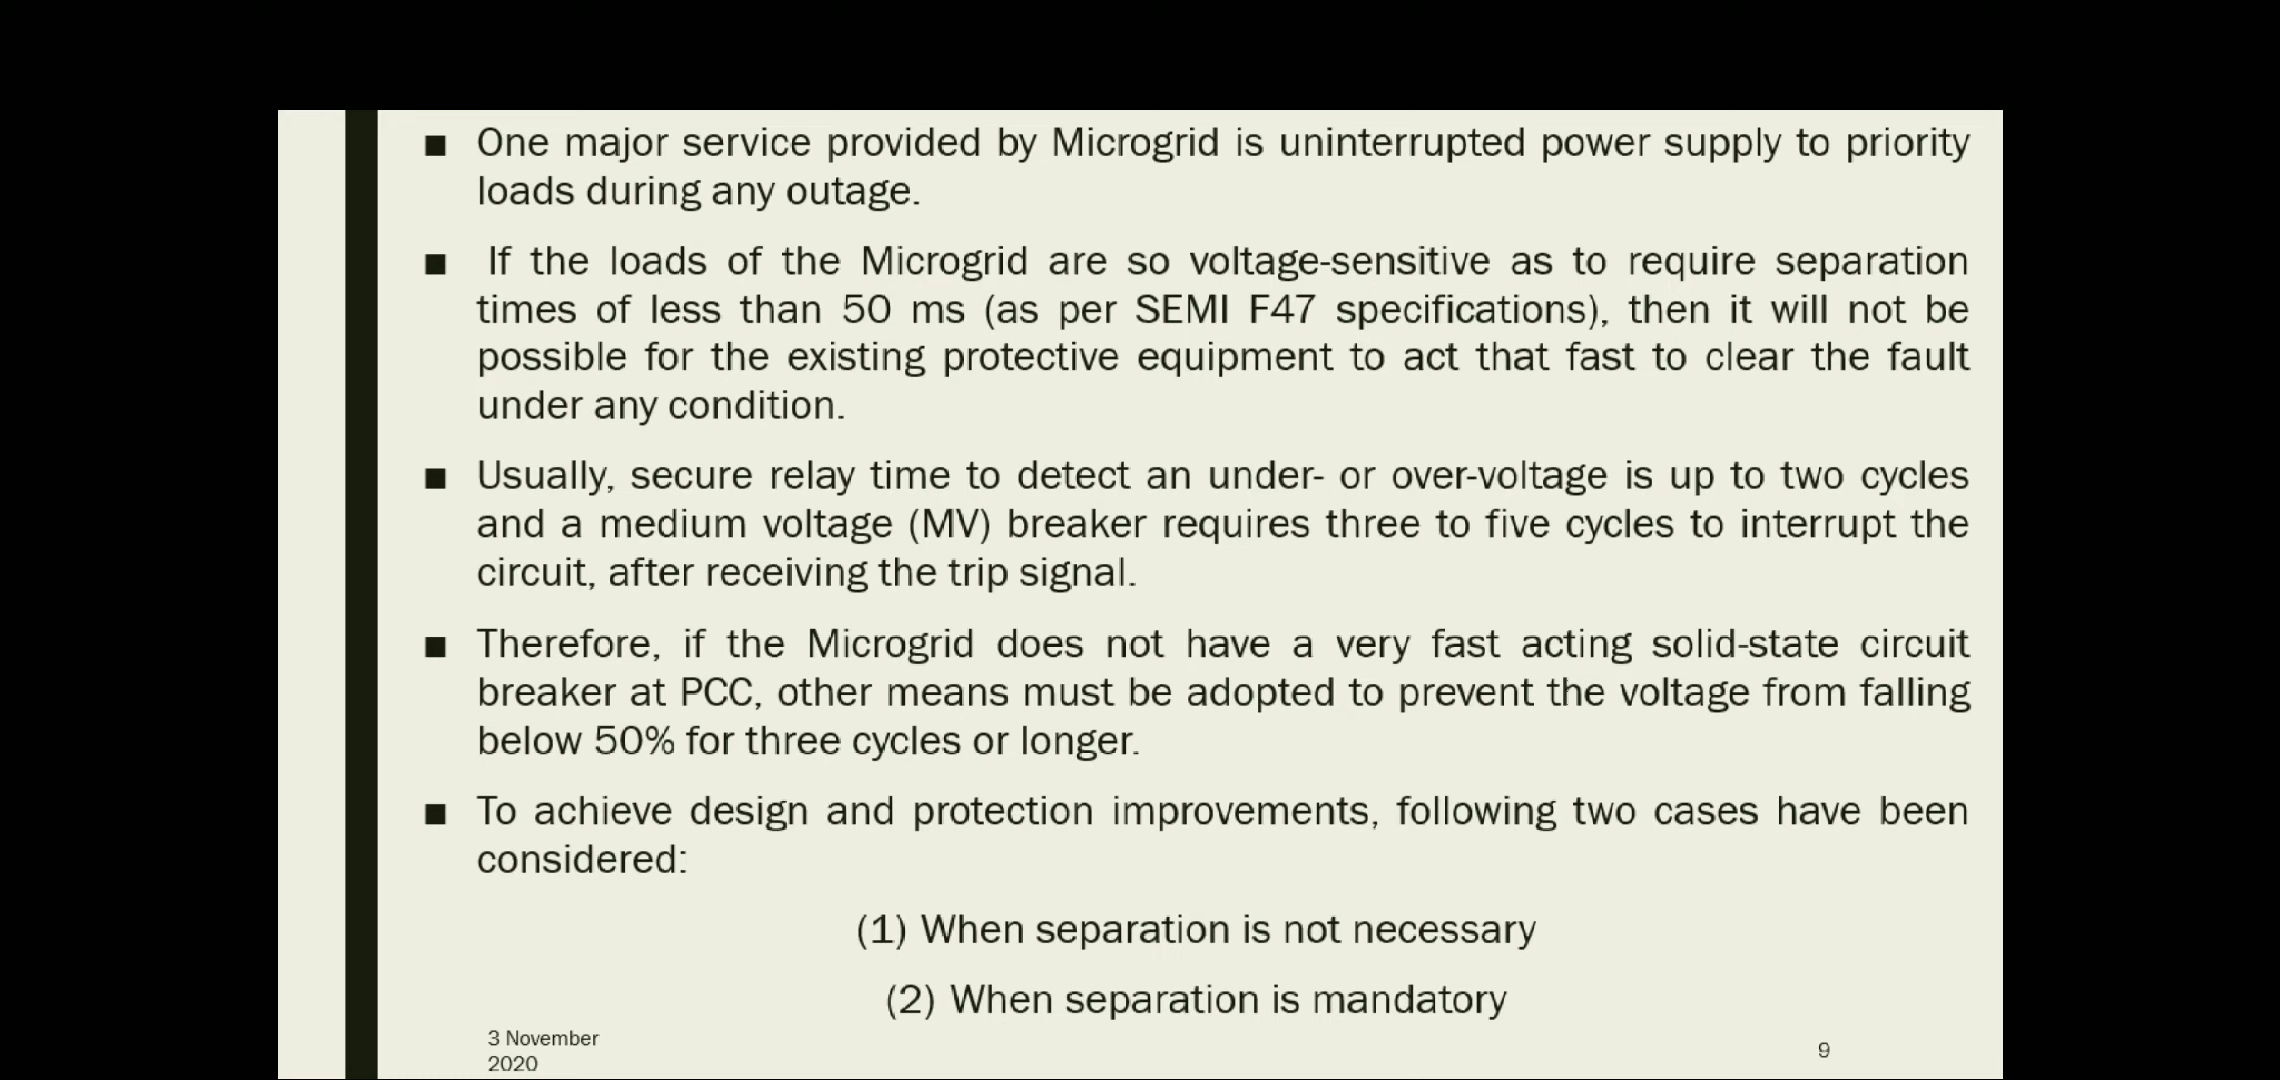 ■ One major service provided by Microgrid is uninterrupted power supply to priority
loads during any outage.
■ If the loads of the Microgrid are so voltage-sensitive as to require separation
times of less than 50 ms (as per SEMI F47 specifications), then it will not be
possible for the existing protective equipment to act that fast to clear the fault
under any condition.
■ Usually, secure relay time to detect an under- or over-voltage is up to two cycles
and a medium voltage (MV) breaker requires three to five cycles to interrupt the
circuit, after receiving the trip signal.
■ Therefore, if the Microgrid does not have a very fast acting solid-state circuit
breaker at PCC, other means must be adopted to prevent the voltage from falling
below 50% for three cycles or longer.
■ To achieve design and protection improvements, following two cases have been
considered:
(1) When separation is not necessary
(2) When separation is mandatory
3 November
2020
9